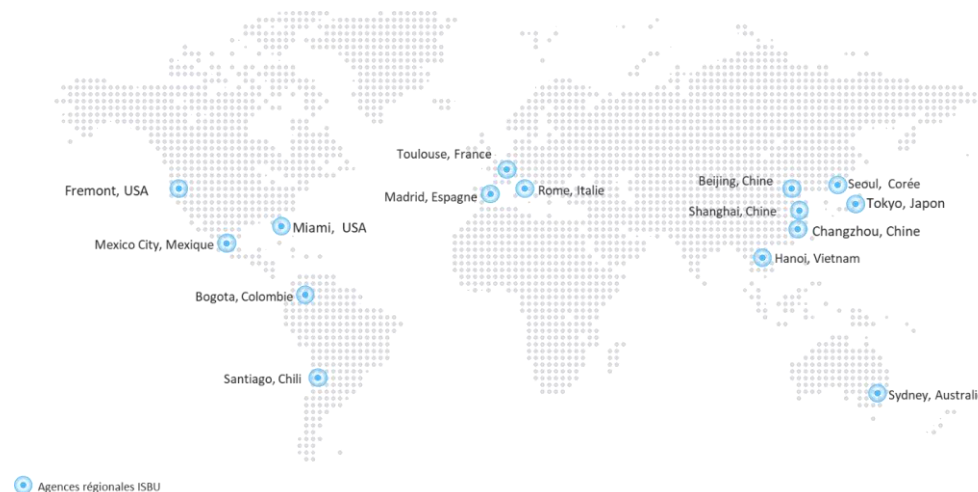 Toulouse, France
Fremont, USA
Madrid, Espagne
Rome, Italie
Beijing, Chine
Seoul, Corée
Tokyo, Japon
Shanghai, Chine
Miami, USA
Changzhou, Chine
Mexico City, Mexique
Hanoi, Vietnam
Bogota, Colombie
Santiago, Chili
Sydney, Australi
Agences régionales ISBU